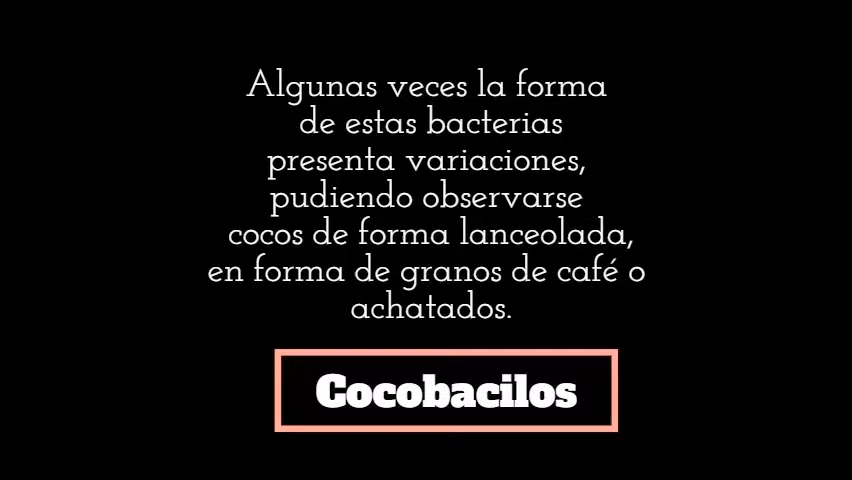 Algunas veces la forma
de estas bacterias
presenta variaciones,
pudiendo observarse
cocos de forma lanceolada,
en forma de granos de café o
achatados.
Cocobacilos